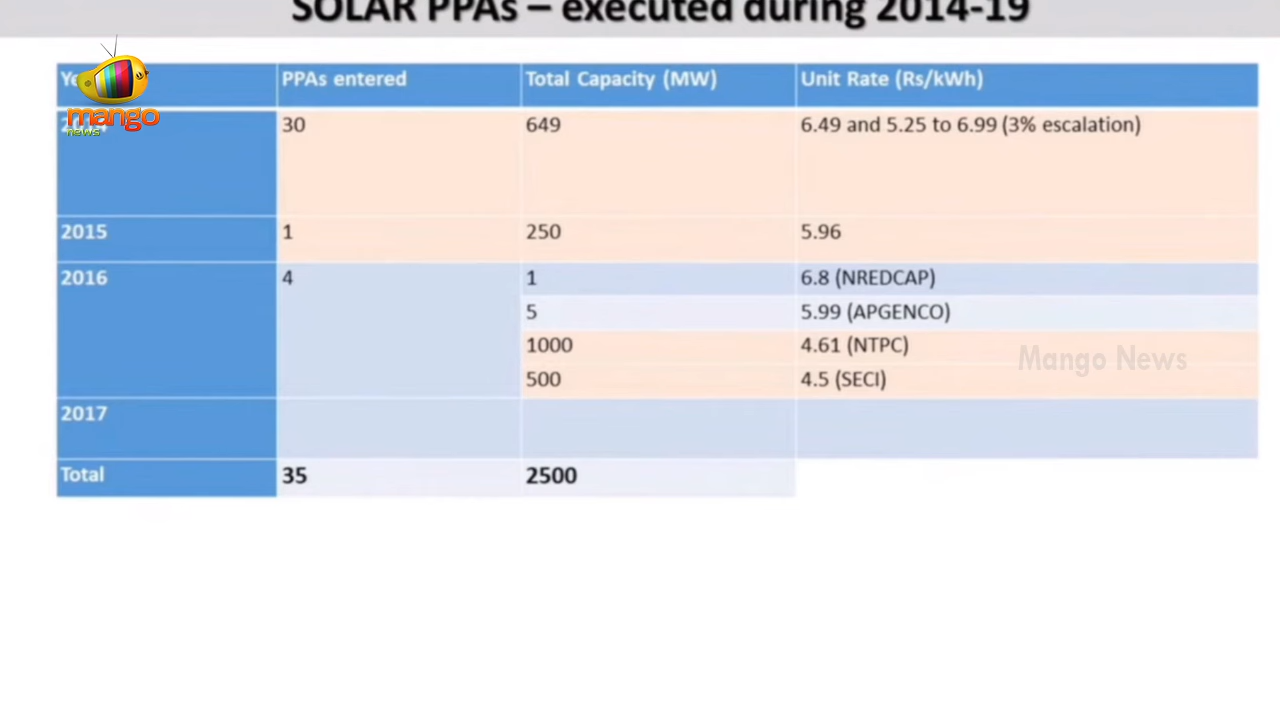 SOLAR PPAs – executed during 2014-19
PPAs entered Total Capacity (MW) Unit Rate (Rs/kWh)
mango
news
30 649 6.49 and 5.25 to 6.99 (3% escalation)
2015 1 250 5.96
2016 4 1 6.8 (NREDCAP)
5 5.99 (APGENCO)
1000 4.61 (NTPC)
Mango News
500 4.5 (SECI)
2017
Total 35 2500